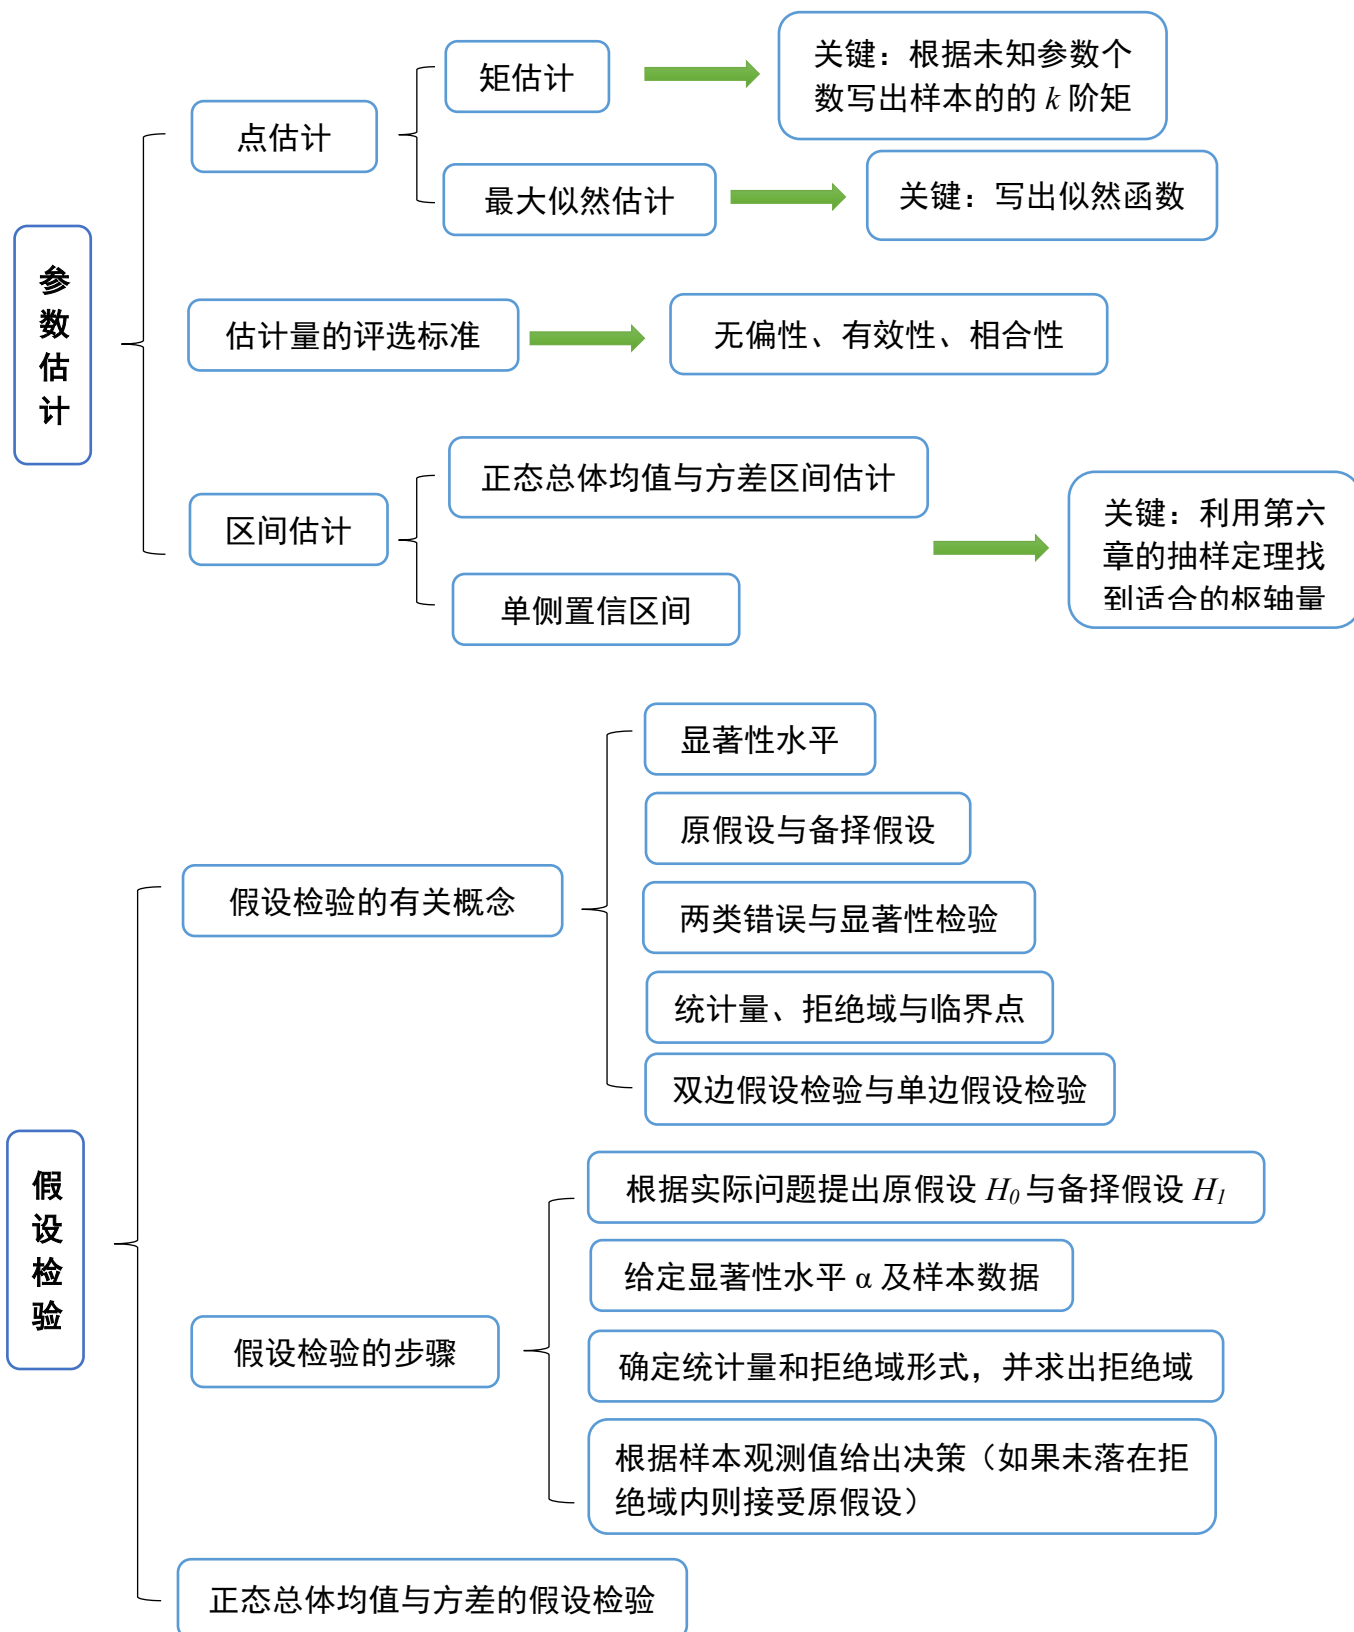 参数估计
点估计
矩估计
关键：根据未知参数个
数写出样本的的 k 阶矩
最大似然估计
关键：写出似然函数
估计量的评选标准
无偏性、有效性、相合性
区间估计
正态总体均值与方差区间估计
单侧置信区间
关键：利用第六
章的抽样定理找
到适合的枢轴量
假设检验
假设检验的有关概念
显著性水平
原假设与备择假设
两类错误与显著性检验
统计量、拒绝域与临界点
双边假设检验与单边假设检验
假设检验的步骤
根据实际问题提出原假设 H₀ 与备择假设 H₁
给定显著性水平 α 及样本数据
确定统计量和拒绝域形式，并求出拒绝域
根据样本观测值给出决策（如果未落在拒
绝域内则接受原假设）
正态总体均值与方差的假设检验